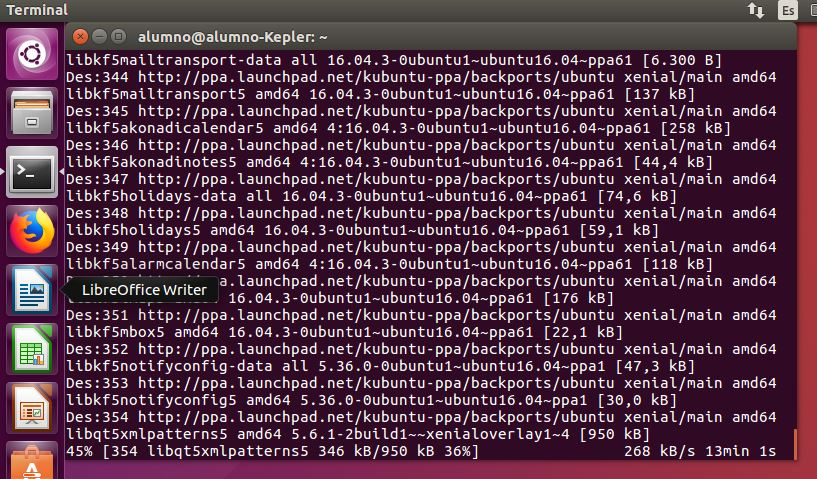 Terminal
Es
alumno@alumno-Kepler: ~
libkf5mailtransport-data all 16.04.3-0ubuntu1~ubuntu16.04~ppa61 [6.300 B]
Des:344 http://ppa.launchpad.net/kubuntu-ppa/backports/ubuntu xenial/main amd64
libkf5mailtransport5 amd64 16.04.3-0ubuntu1~ubuntu16.04~ppa61 [137 kB]
Des:345 http://ppa.launchpad.net/kubuntu-ppa/backports/ubuntu xenial/main amd64
libkf5akonadicalendar5 amd64 4:16.04.3-0ubuntu1~ubuntu16.04~ppa61 [258 kB]
Des:346 http://ppa.launchpad.net/kubuntu-ppa/backports/ubuntu xenial/main amd64
libkf5akonadinotes5 amd64 4:16.04.3-0ubuntu1~ubuntu16.04~ppa61 [44,4 kB]
Des:347 http://ppa.launchpad.net/kubuntu-ppa/backports/ubuntu xenial/main amd64
libkf5holidays-data all 16.04.3-0ubuntu1~ubuntu16.04~ppa61 [74,6 kB]
Des:348 http://ppa.launchpad.net/kubuntu-ppa/backports/ubuntu xenial/main amd64
libkf5holidays5 amd64 16.04.3-0ubuntu1~ubuntu16.04~ppa61 [59,1 kB]
Des:349 http://ppa.launchpad.net/kubuntu-ppa/backports/ubuntu xenial/main amd64
libkf5alarmcalendar5 amd64 4:16.04.3-0ubuntu1~ubuntu16.04~ppa61 [118 kB]
http://ppa.launchpad.net/kubuntu-ppa/backports/ubuntu xenial/main amd64
LibreOffice Writer
16.04.3-0ubuntu1~ubuntu16.04~ppa61 [176 kB]
Des:351 http://ppa.launchpad.net/kubuntu-ppa/backports/ubuntu xenial/main amd64
libkf5mbox5 amd64 16.04.3-0ubuntu1~ubuntu16.04~ppa61 [22,1 kB]
Des:352 http://ppa.launchpad.net/kubuntu-ppa/backports/ubuntu xenial/main amd64
libkf5notifyconfig-data all 5.36.0-0ubuntu1~ubuntu16.04~ppa1 [47,3 kB]
Des:353 http://ppa.launchpad.net/kubuntu-ppa/backports/ubuntu xenial/main amd64
libkf5notifyconfig5 amd64 5.36.0-0ubuntu1~ubuntu16.04~ppa1 [30,0 kB]
Des:354 http://ppa.launchpad.net/kubuntu-ppa/backports/ubuntu xenial/main amd64
libqt5xmlpatterns5 amd64 5.6.1-2build1~~xenialoverlay1~4 [950 kB]
45% [354 libqt5xmlpatterns5 346 kB/950 kB 36%] 268 kB/s 13min 1s